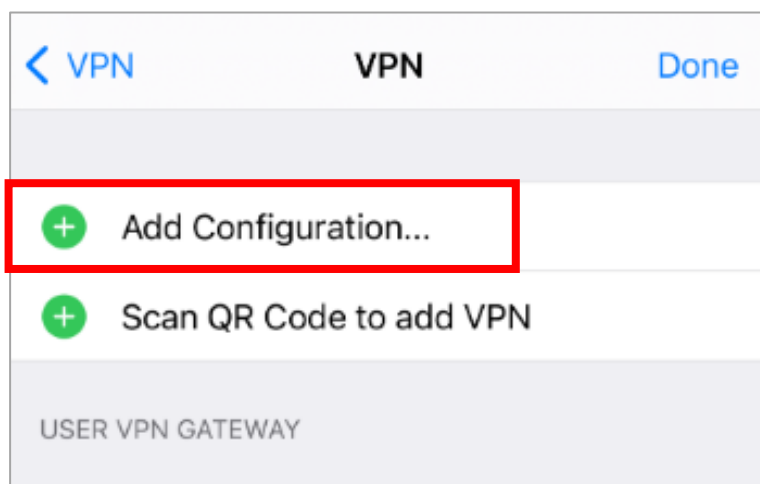 VPN VPN Done
Add Configuration...
Scan QR Code to add VPN
USER VPN GATEWAY